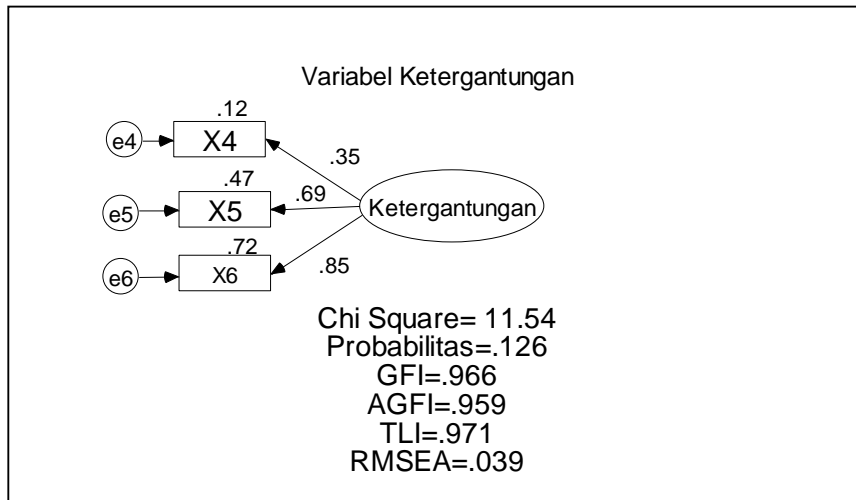 Variabel Ketergantungan
.12
e4
X4
.35
.47
.69
e5
X5
Ketergantungan
.72
e6
X6
.85
Chi Square= 11.54
Probabilitas=.126
GFI=.966
AGFI=.959
TLI=.971
RMSEA=.039